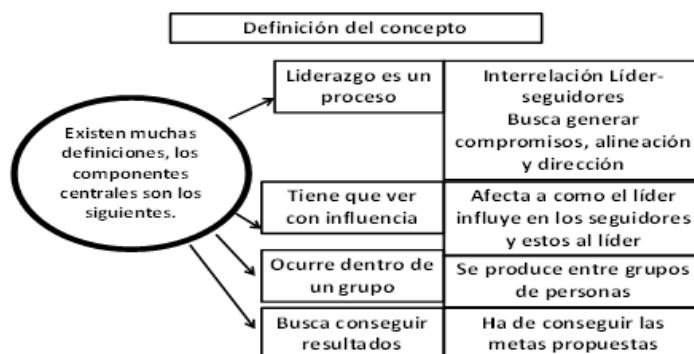 Definición del concepto
Existen muchas
definiciones, los
componentes
centrales son los
siguientes.
Liderazgo es un
proceso
Interrelación Líder-
seguidores
Busca generar
compromisos, alineación
y dirección
Tiene que ver
con influencia
Afecta a como el líder
influye en los seguidores
y estos al líder
Ocurre dentro de
un grupo
Se produce entre grupos
de personas
Busca conseguir
resultados
Ha de conseguir las
metas propuestas